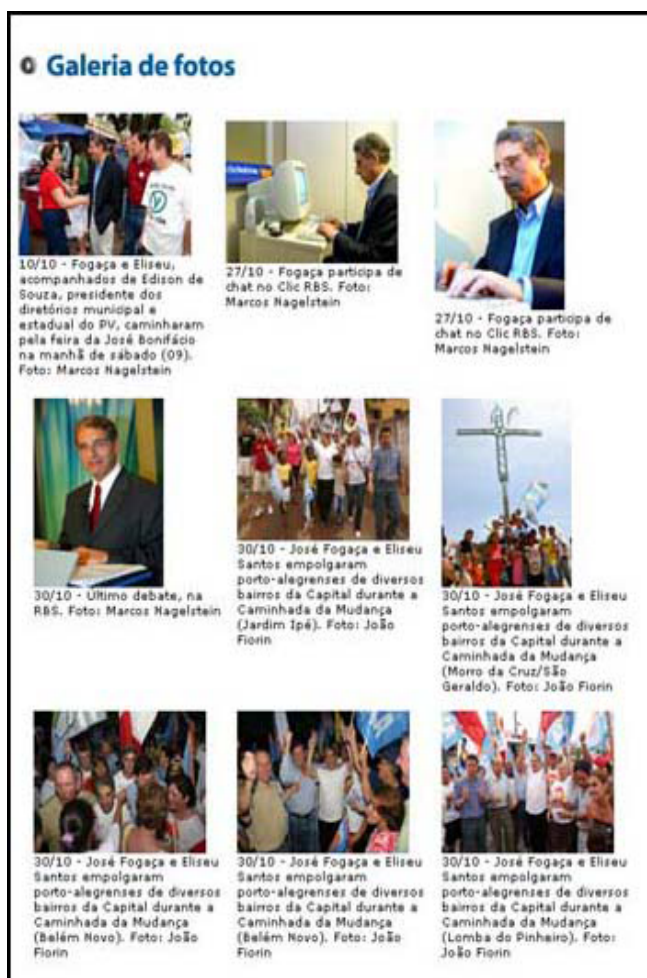 Galeria de fotos
10/10 - Fogaça e Eliseu,
acompanhados de Edison de
Souza, presidente dos
diretórios municipal e
estadual do PV, caminharam
pela feira da José Bonifácio
na manhã de sábado (09).
Foto: Marcos Nagelstein
27/10 - Fogaça participa de
chat no Clic RBS. Foto:
Marcos Nagelstein
27/10 - Fogaça participa de
chat no Clic RBS. Foto:
Marcos Nagelstein
30/10 - Último debate, na
RBS. Foto: Marcos Nagelstein
30/10 - José Fogaça e Eliseu
Santos empolgaram
porto-alegrenses de diversos
bairros da Capital durante a
Caminhada da Mudança
(Jardim Ipé). Foto: João
Fiorin
30/10 - José Fogaça e Eliseu
Santos empolgaram
porto-alegrenses de diversos
bairros da Capital durante a
Caminhada da Mudança
(Morro da Cruz/São
Geraldo). Foto: João Fiorin
30/10 - José Fogaça e Eliseu
Santos empolgaram
porto-alegrenses de diversos
bairros da Capital durante a
Caminhada da Mudança
(Belém Novo). Foto: João
Fiorin
30/10 - José Fogaça e Eliseu
Santos empolgaram
porto-alegrenses de diversos
bairros da Capital durante a
Caminhada da Mudança
(Belém Novo). Foto: João
Fiorin
30/10 - José Fogaça e Eliseu
Santos empolgaram
porto-alegrenses de diversos
bairros da Capital durante a
Caminhada da Mudança
(Lomba do Pinheiro). Foto:
João Fiorin